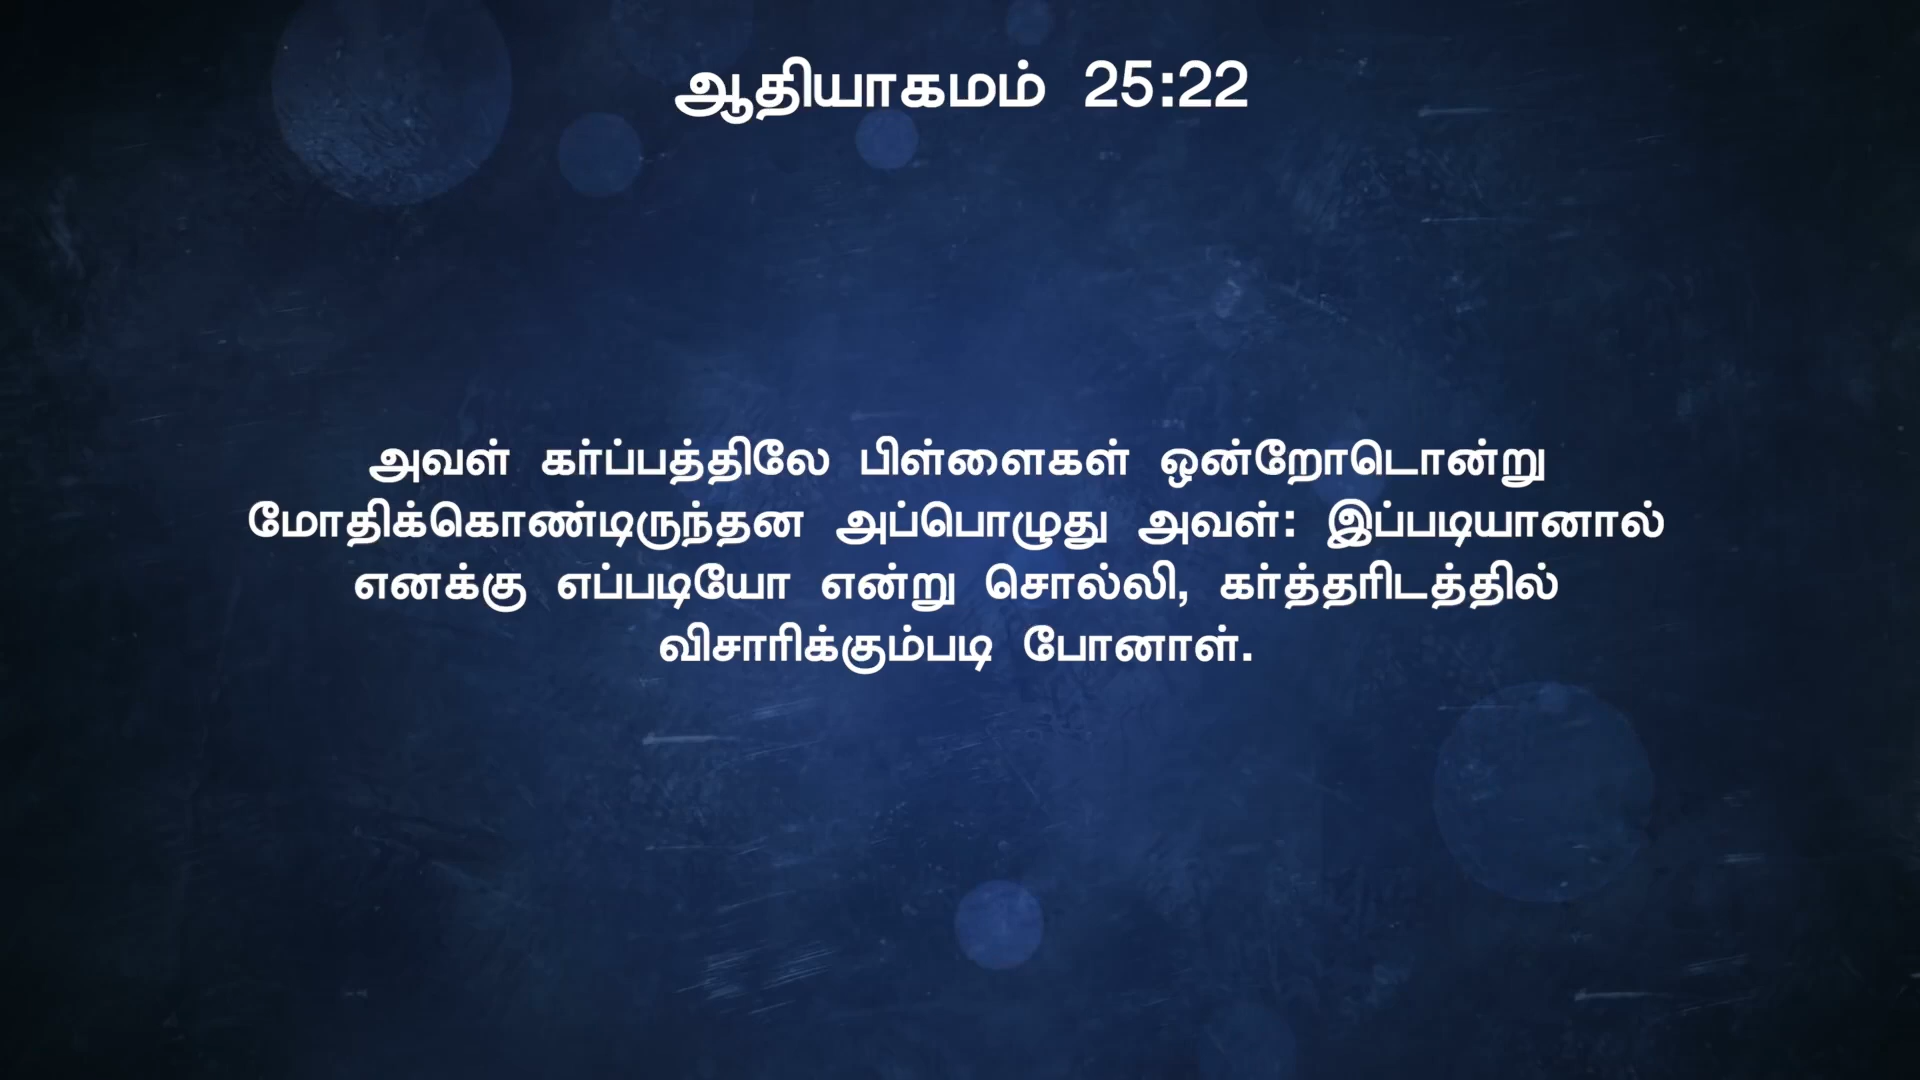 ஆதியாகமம் 25:22
அவள் கர்ப்பத்திலே பிள்ளைகள் ஒன்றோடொன்று
மோதிக்கொண்டிருந்தன அப்பொழுது அவள்: இப்படியானால்
எனக்கு எப்படியோ என்று சொல்லி, கர்த்தரிடத்தில்
விசாரிக்கும்படி போனாள்.